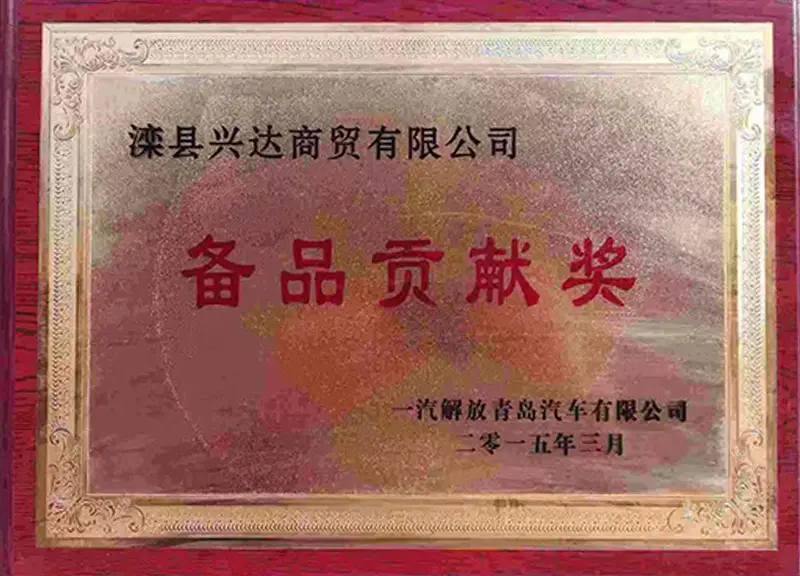 滦县兴达商贸有限公司
备品贡献奖
一汽解放青岛汽车有限公司
二零一五年三月